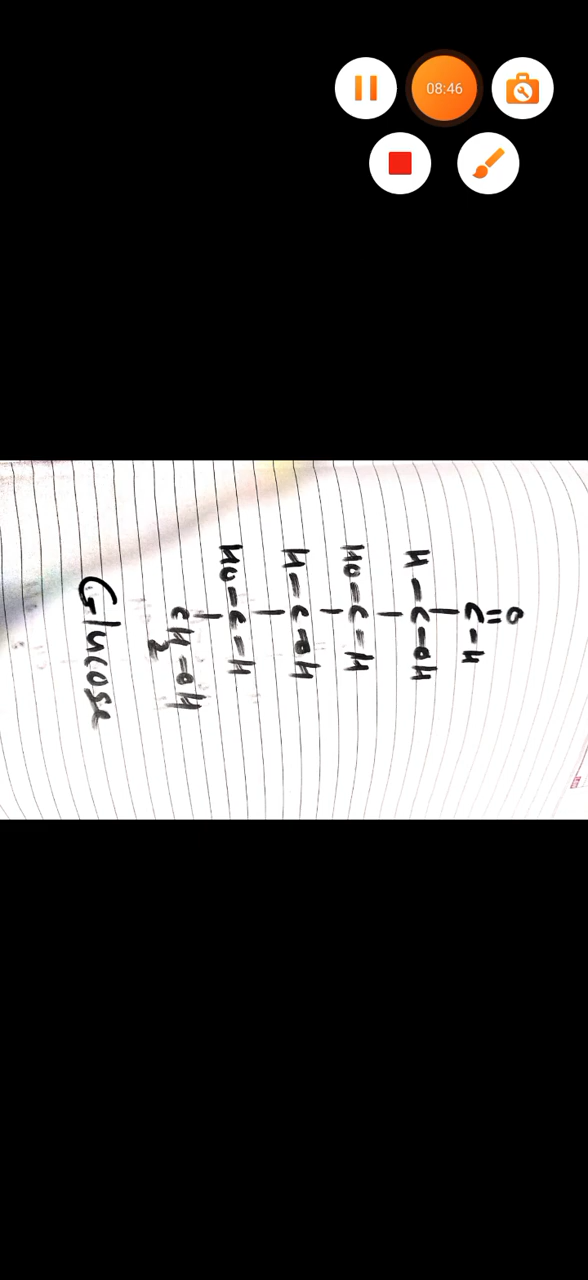 08:46
O
||
C-H
|
H-C-OH
|
HO-C-H
|
H-C-OH
|
HO-C-H
|
CH2-OH
Glucose